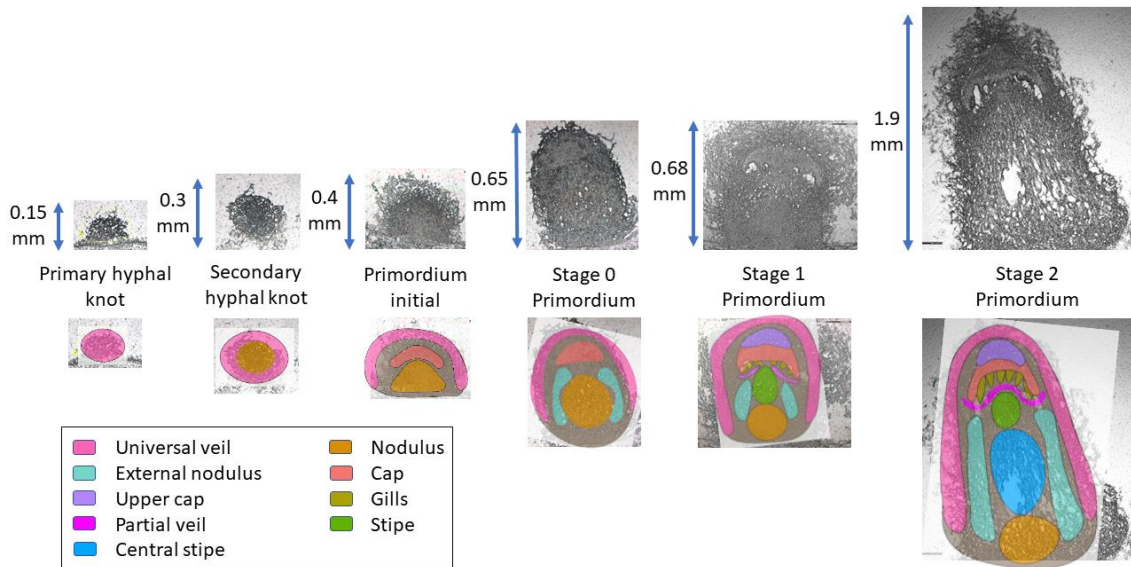 0.15
mm
0.3
mm
0.4
mm
0.65
mm
0.68
mm
1.9
mm
Primary hyphal
knot
Secondary
hyphal knot
Primordium
initial
Stage 0
Primordium
Stage 1
Primordium
Stage 2
Primordium
Universal veil
External nodulus
Upper cap
Partial veil
Central stipe
Nodulus
Cap
Gills
Stipe